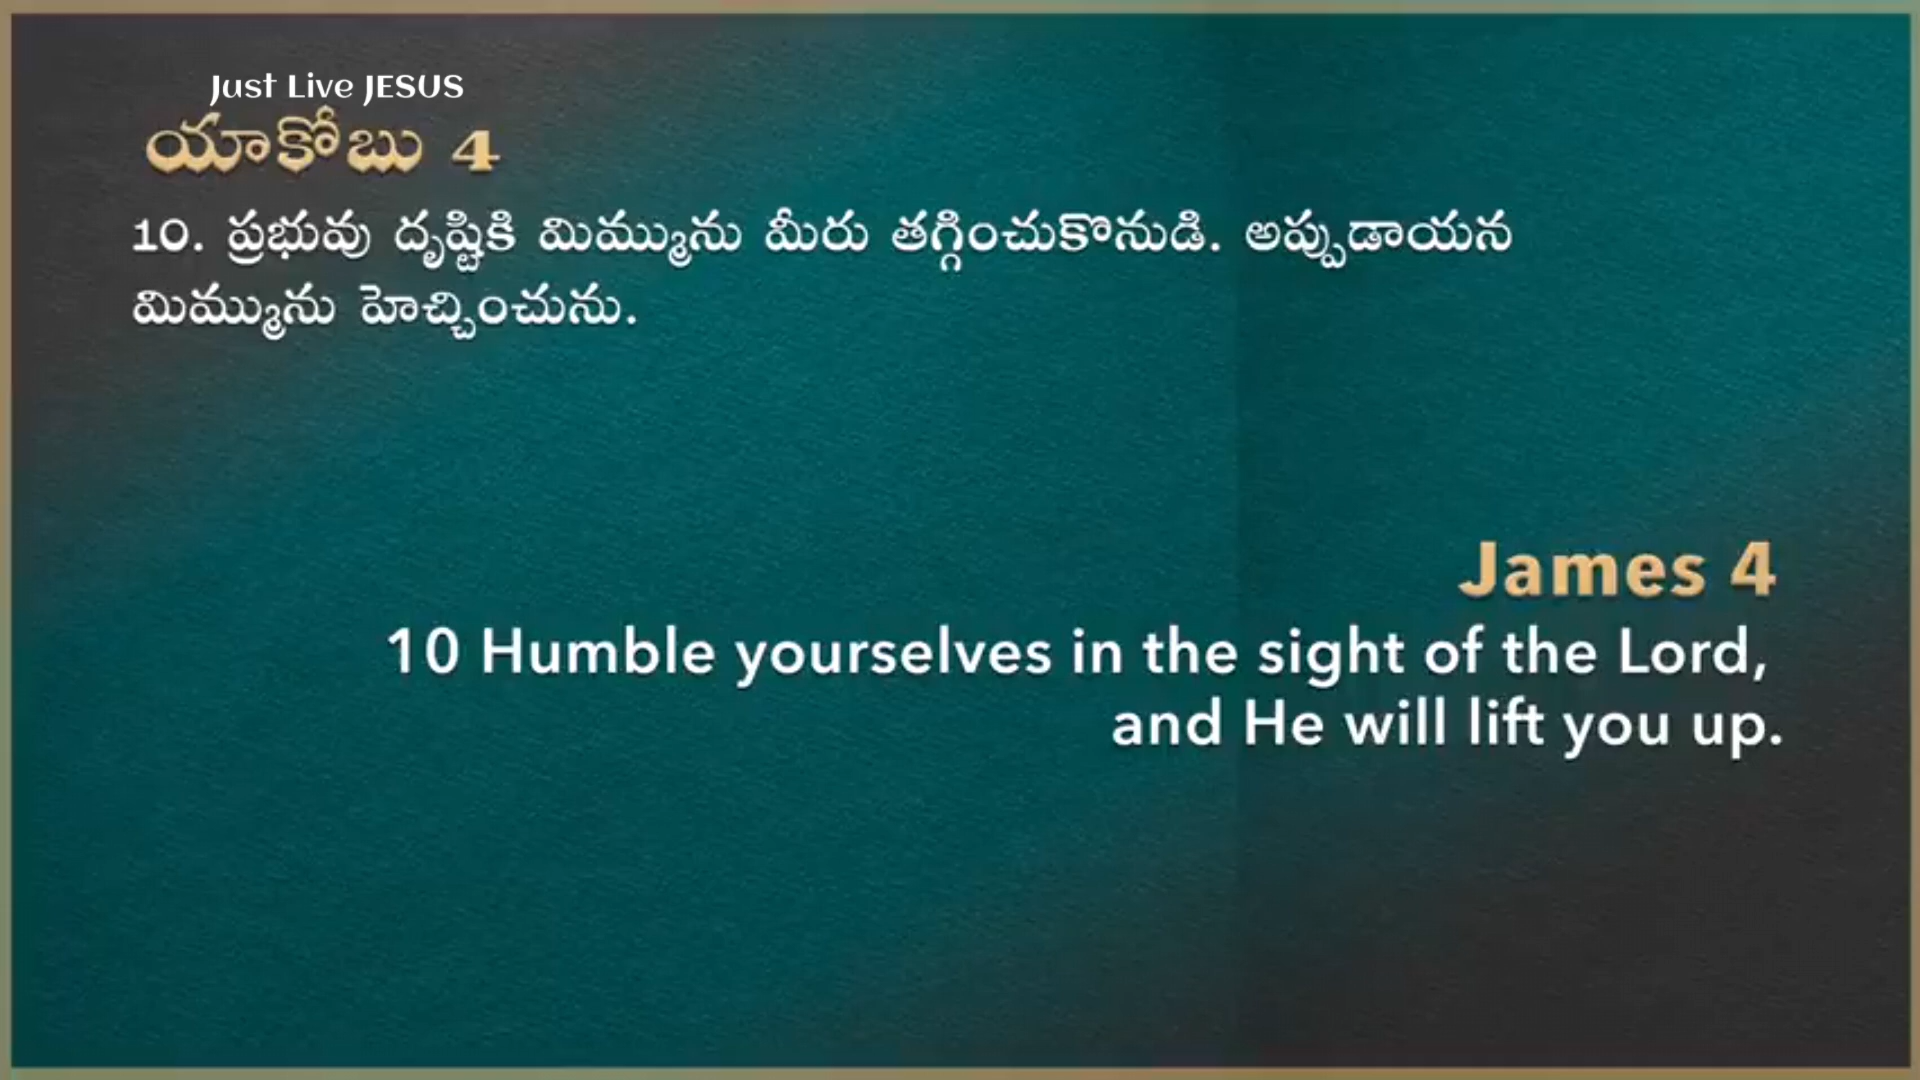 Just Live JESUS
యాకోబు 4
10. ప్రభువు దృష్టికి మిమ్మును మీరు తగ్గించుకొనుడి. అప్పుడాయన
మిమ్మును హెచ్చించును.
James 4
10 Humble yourselves in the sight of the Lord,
and He will lift you up.